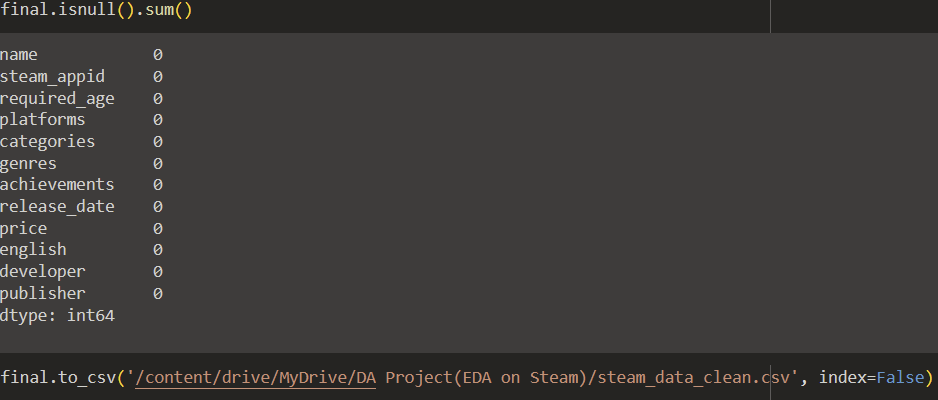 final.isnull().sum()
name 0
steam_appid 0
required_age 0
platforms 0
categories 0
genres 0
achievements 0
release_date 0
price 0
english 0
developer 0
publisher 0
dtype: int64
final.to_csv('/content/drive/MyDrive/DA Project(EDA on Steam)/steam_data_clean.csv', index=False)